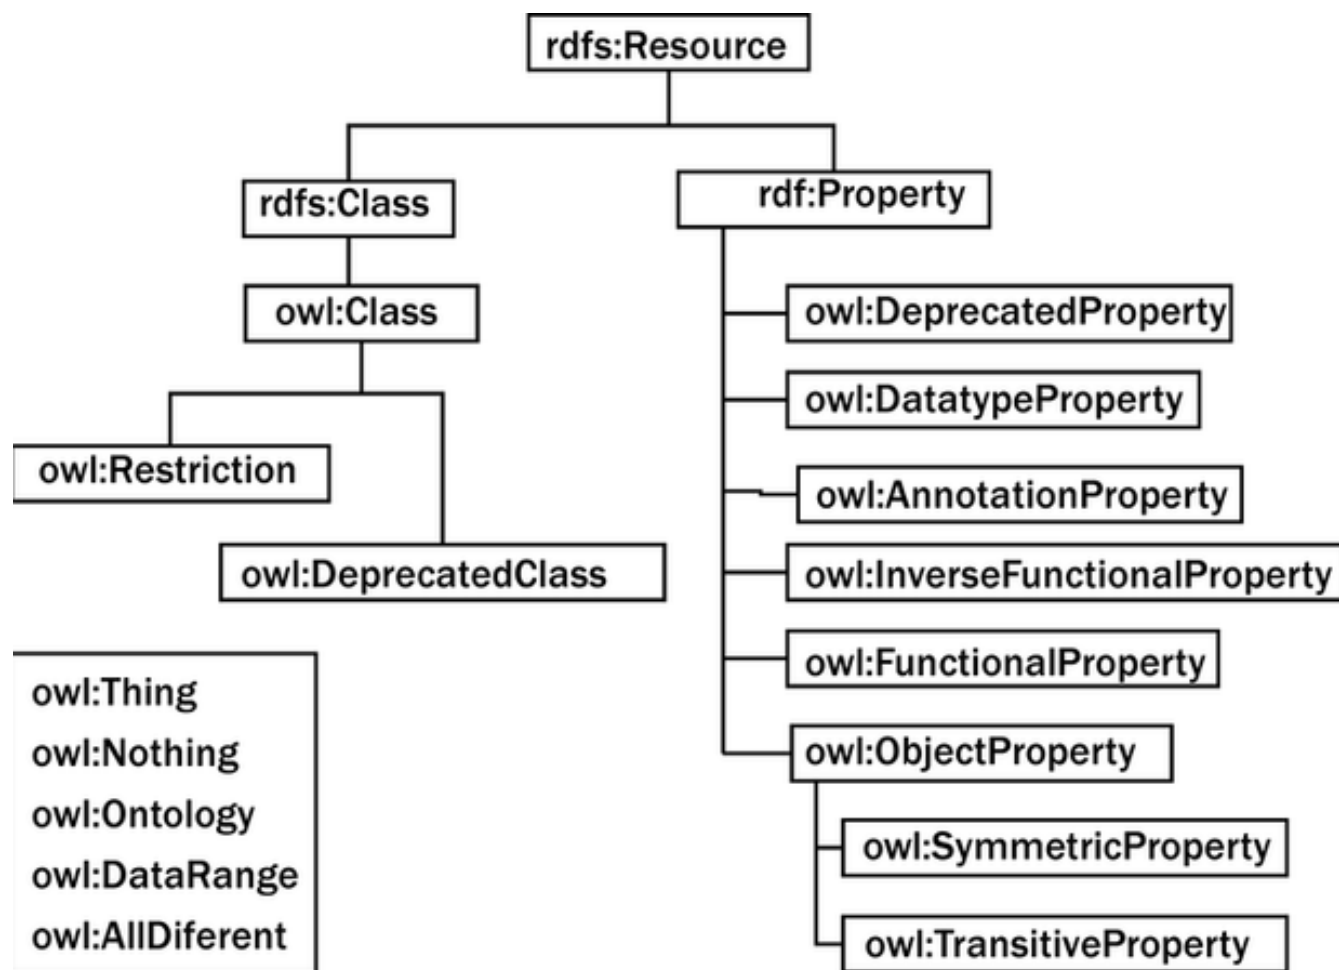 rdfs:Resource
rdfs:Class
rdf:Property
owl:Class
owl:DeprecatedProperty
owl:DatatypeProperty
owl:Restriction
owl:AnnotationProperty
owl:DeprecatedClass
owl:InverseFunctionalProperty
owl:FunctionalProperty
owl:ObjectProperty
owl:SymmetricProperty
owl:TransitiveProperty
owl:Thing
owl:Nothing
owl:Ontology
owl:DataRange
owl:AllDiferent